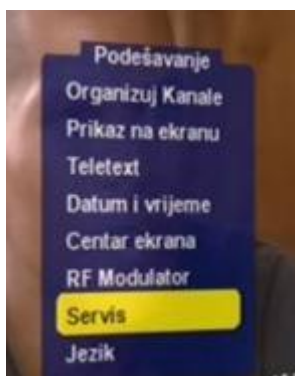 Podešavanje
Organizuj Kanale
Prikaz na ekranu
Teletext
Datum i vrijeme
Centar ekrana
RF Modulator
Servis
Jezik